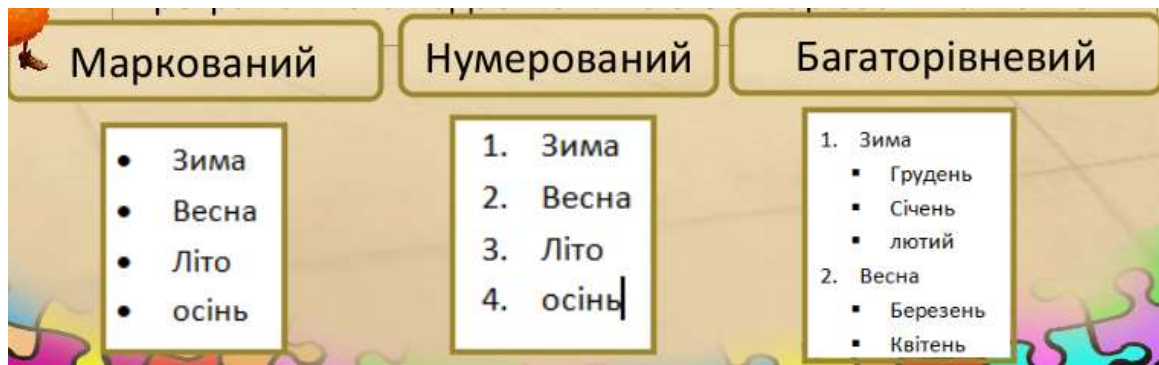 Маркований
Нумерований
Багаторівневий
• Зима
• Весна
• Літо
• осінь
1. Зима
2. Весна
3. Літо
4. осінь
1. Зима
▪ Грудень
▪ Січень
▪ лютий
2. Весна
▪ Березень
▪ Квітень